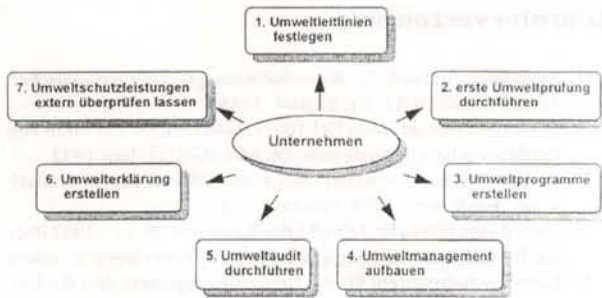 1. Umweltleitlinien
festlegen
2. erste Umweltprüfung
durchführen
3. Umweltprogramme
erstellen
4. Umweltmanagement
aufbauen
5. Umweltaudit
durchführen
6. Umwelterklärung
erstellen
7. Umweltschutzleistungen
extern überprüfen lassen
Unternehmen